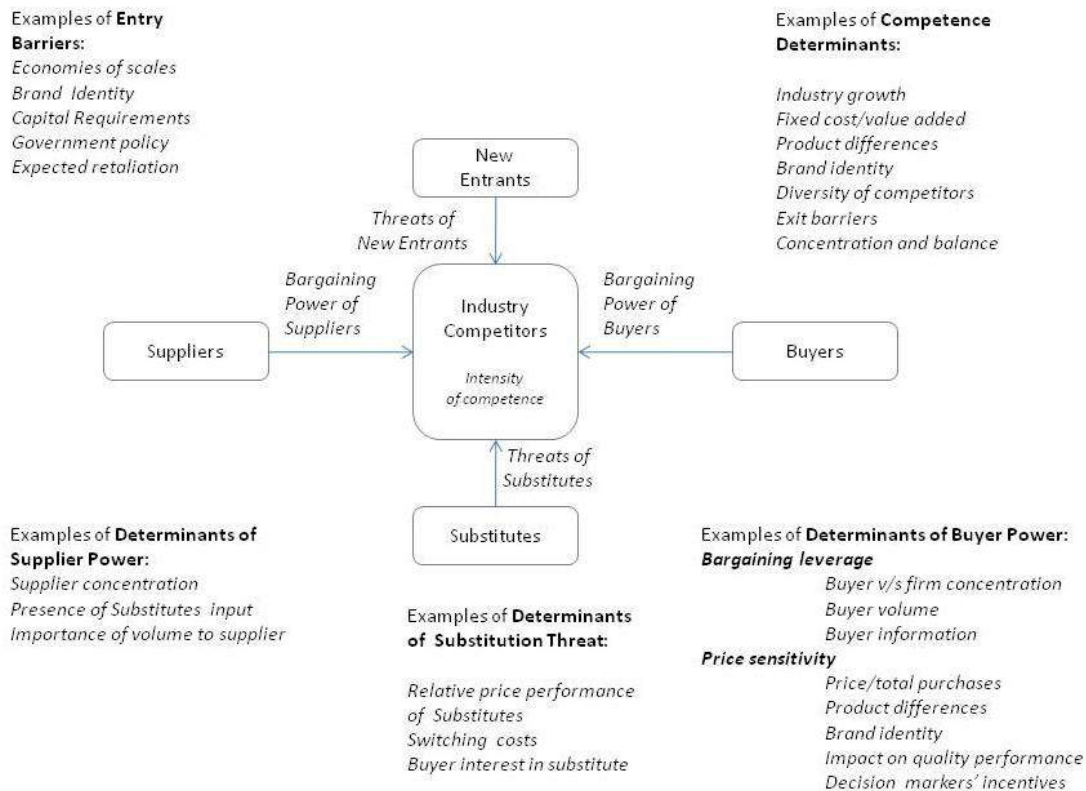 Examples of Entry
Barriers:
Economies of scales
Brand Identity
Capital Requirements
Government policy
Expected retaliation
Examples of Competence
Determinants:
Industry growth
Fixed cost/value added
Product differences
Brand identity
Diversity of competitors
Exit barriers
Concentration and balance
New
Entrants
Threats of
New Entrants
Bargaining
Power of
Suppliers
Bargaining
Power of
Buyers
Suppliers
Industry
Competitors
Intensity
of competence
Buyers
Threats of
Substitutes
Substitutes
Examples of Determinants of
Supplier Power:
Supplier concentration
Presence of Substitutes input
Importance of volume to supplier
Examples of Determinants
of Substitution Threat:
Relative price performance
of Substitutes
Switching costs
Buyer interest in substitute
Examples of Determinants of Buyer Power:
Bargaining leverage
Buyer v/s firm concentration
Buyer volume
Buyer information
Price sensitivity
Price/total purchases
Product differences
Brand identity
Impact on quality performance
Decision markers' incentives